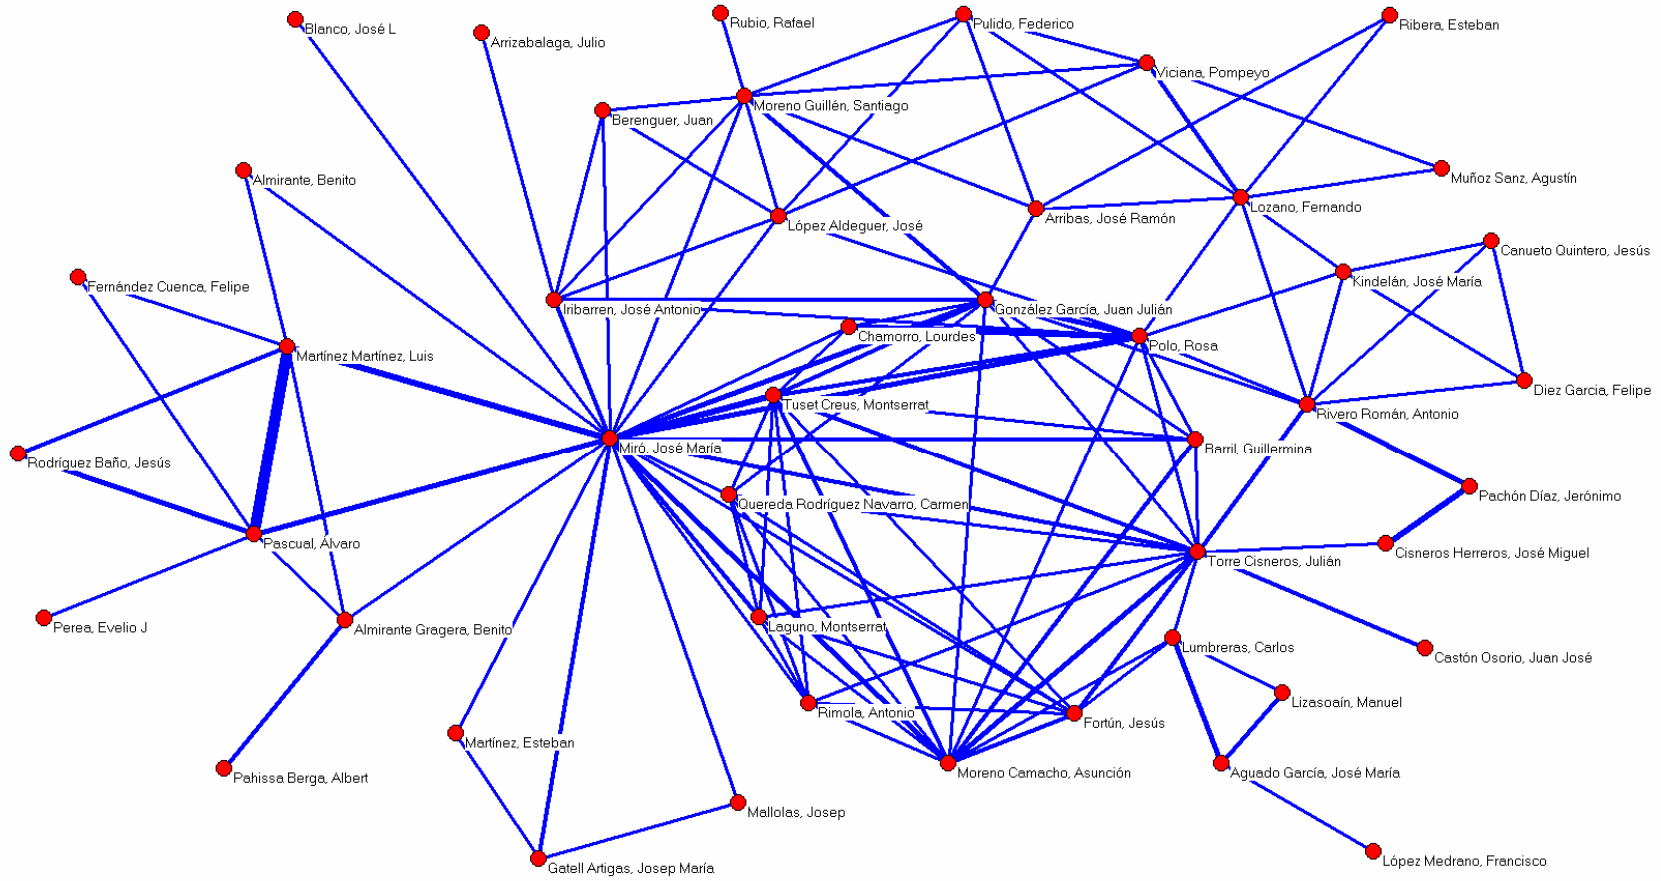 Blanco, José L
Arrizabalaga, Julio
Rubio, Rafael
Pulido, Federico
Ribera, Esteban
Viciana, Pompeyo
Moreno Guillén, Santiago
Berenguer, Juan
Almirante, Benito
Muñoz Sanz, Agustín
Lozano, Fernando
Arribas, José Ramón
López Aldeguer, José
Canueto Quintero, Jesús
Kindelán, José María
Fernández Cuenca, Felipe
Iribarren, José Antonio
González García, Juan Julián
Chamorro, Lourdes
Polo, Rosa
Martínez Martínez, Luis
Diez Garcia, Felipe
Tuset Creus, Montserrat
Rivero Román, Antonio
Miró, José María
Barril, Guillermina
Rodríguez Baño, Jesús
Pachón Díaz, Jerónimo
Quereda Rodríguez Navarro, Carmen
Pascual, Álvaro
Cisneros Herreros, José Miguel
Torre Cisneros, Julián
Perea, Evelio J
Almirante Gragera, Benito
Laguno, Montserrat
Lumbreras, Carlos
Castón Osorio, Juan José
Lizasoaín, Manuel
Rimola, Antonio
Fortún, Jesús
Martínez, Esteban
Moreno Camacho, Asunción
Aguado García, José María
Pahissa Berga, Albert
Mallolas, Josep
López Medrano, Francisco
Gatell Artigas, Josep María